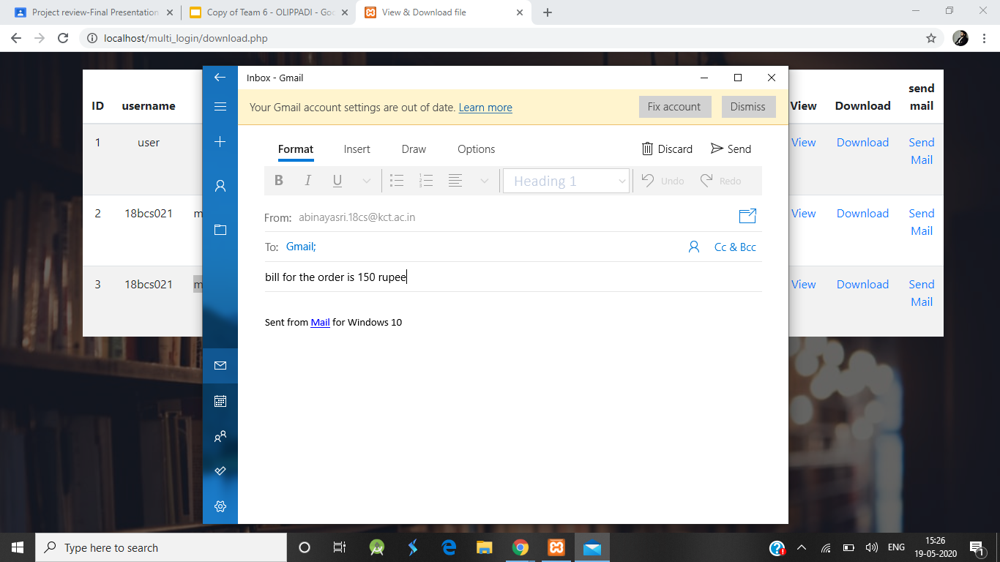 Project review-Final Presentation
Copy of Team 6 - OLIPPADI - Goo
View & Download file
localhost/multi_login/download.php
Inbox - Gmail
Your Gmail account settings are out of date. Learn more
Fix account
Dismiss
Format Insert Draw Options
Discard
Send
B I U
Heading 1
Undo
Redo
From: abinayasri.18cs@kct.ac.in
To: Gmail;
Cc & Bcc
bill for the order is 150 rupee
Sent from Mail for Windows 10
ID username View Download send
mail
1 user View Download Send
Mail
2 18bcs021 m View Download Send
Mail
3 18bcs021 m View Download Send
Mail
Type here to search
ENG
15:26
19-05-2020
1